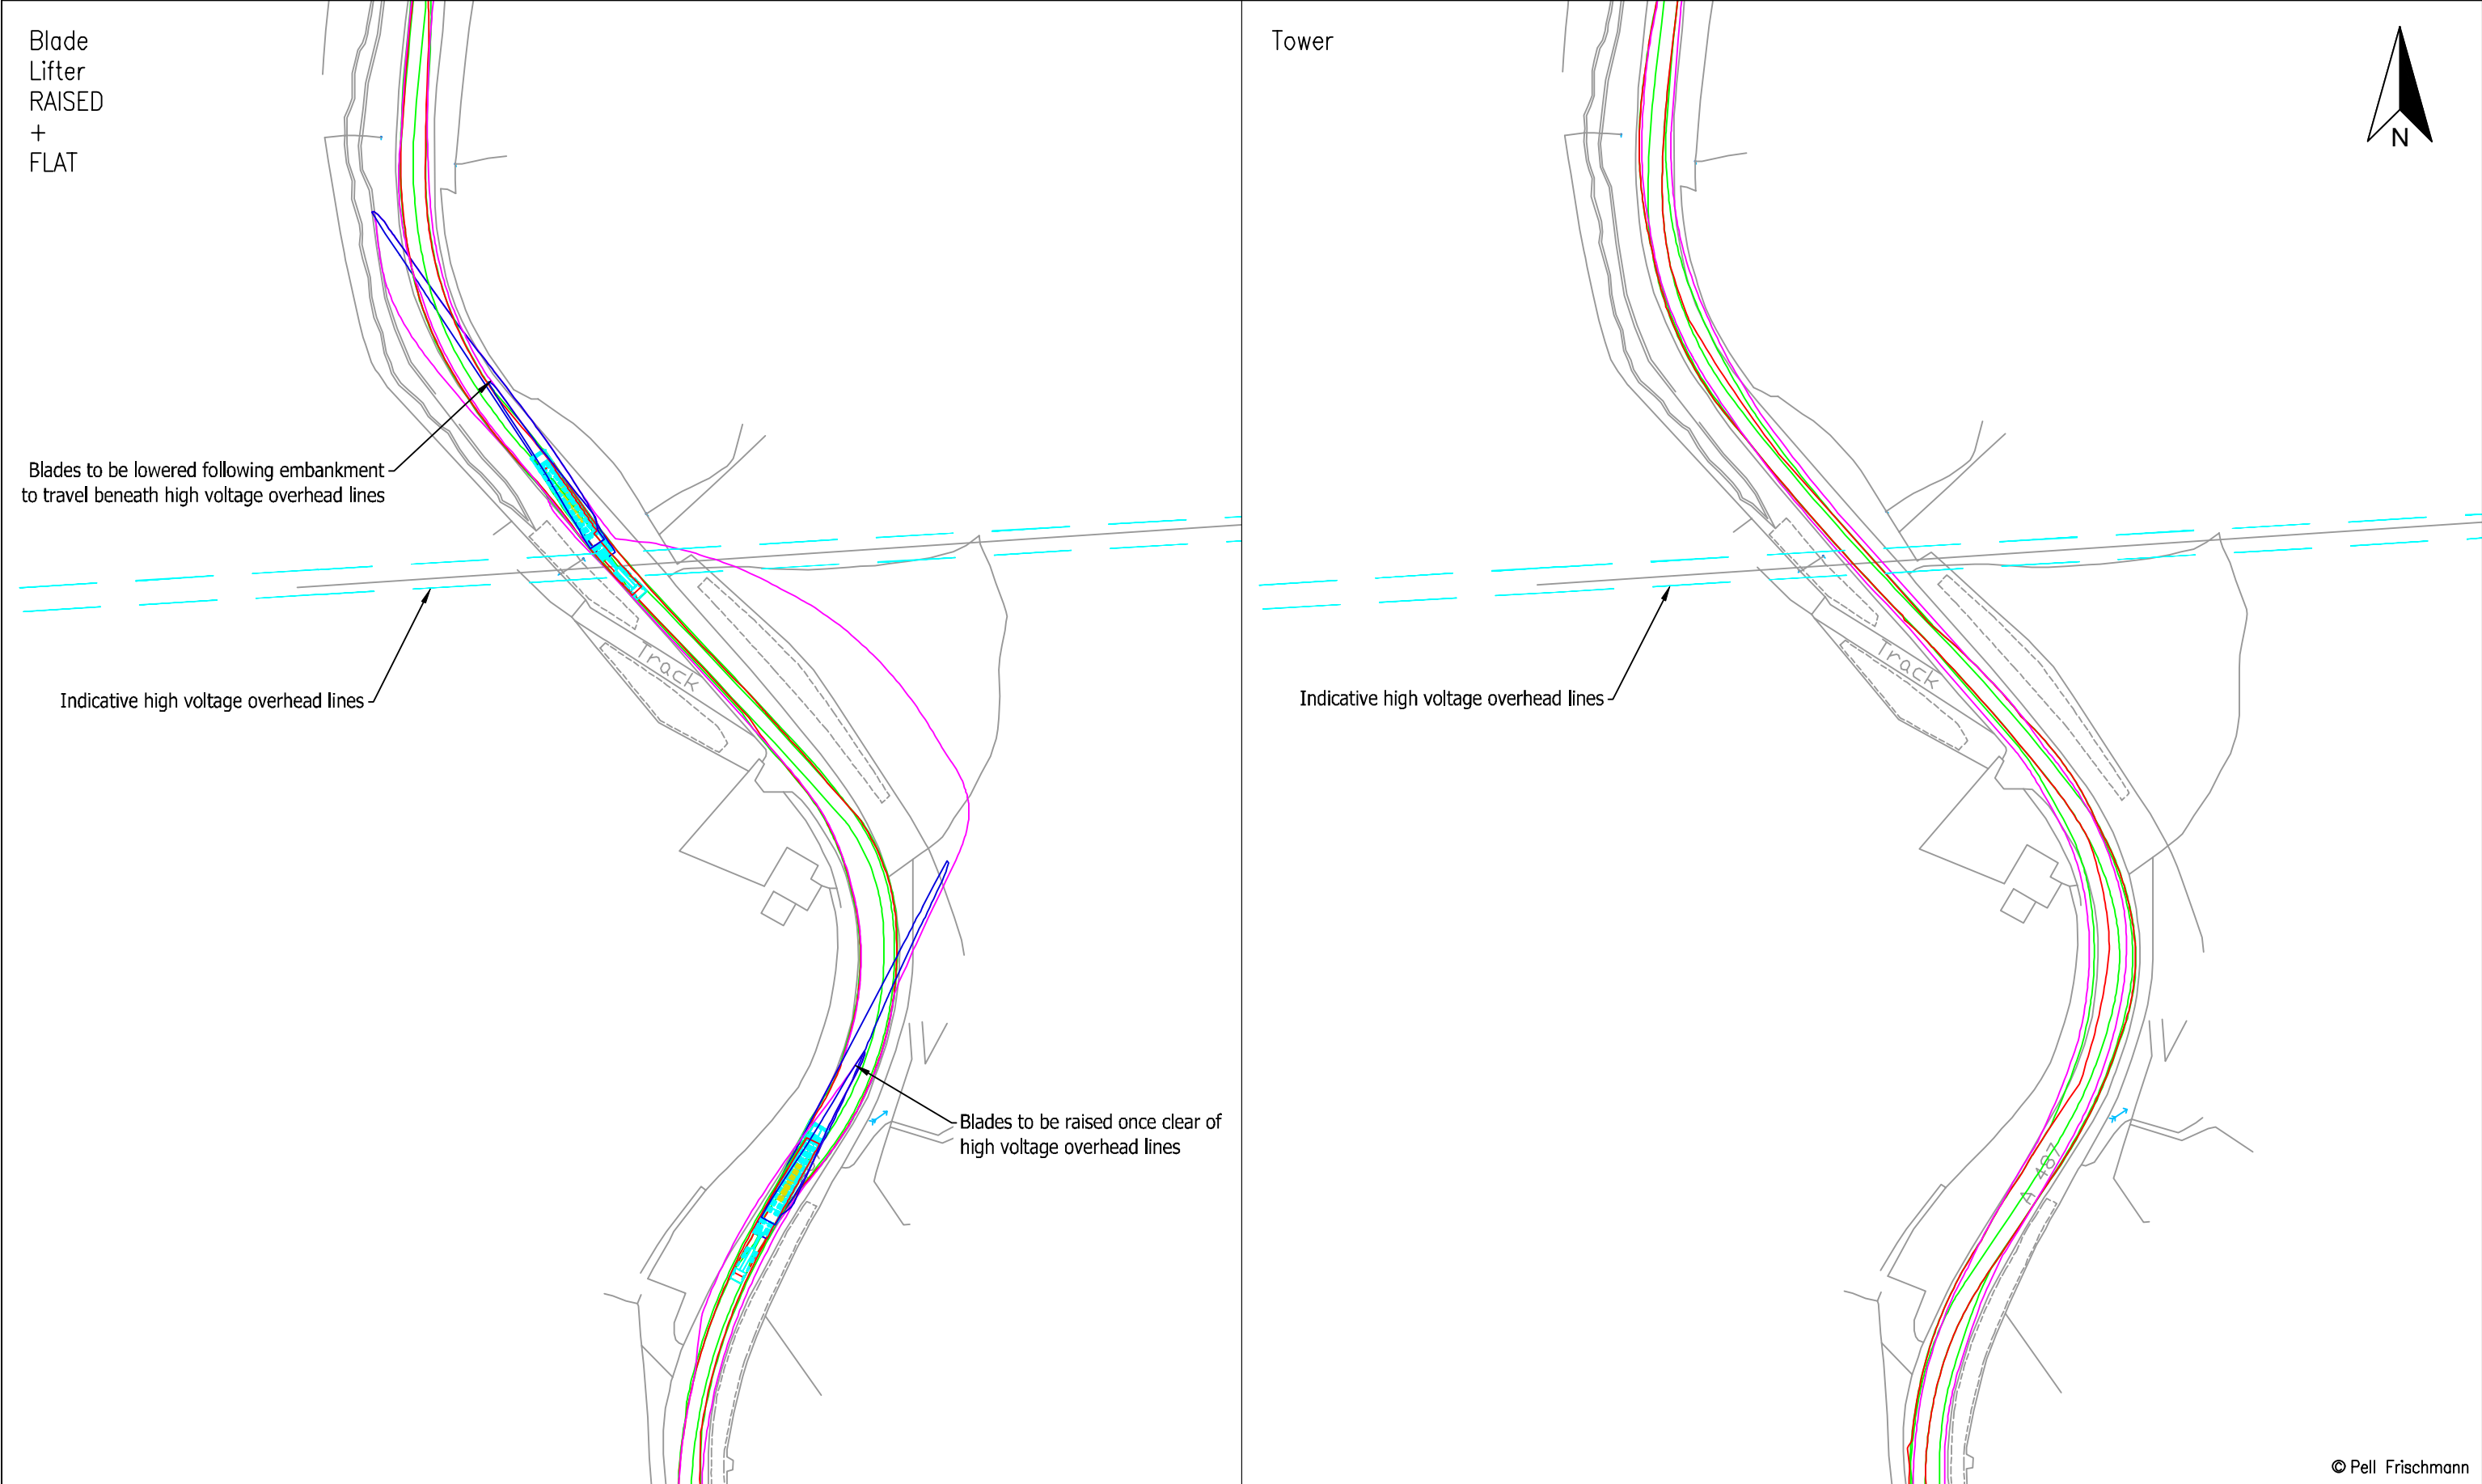 Blade
Lifter
RAISED
+
FLAT
Blades to be lowered following embankment
to travel beneath high voltage overhead lines
Indicative high voltage overhead lines
Track
Blades to be raised once clear of
high voltage overhead lines
Tower
N
Indicative high voltage overhead lines
Track
A 487
© Pell Frischmann